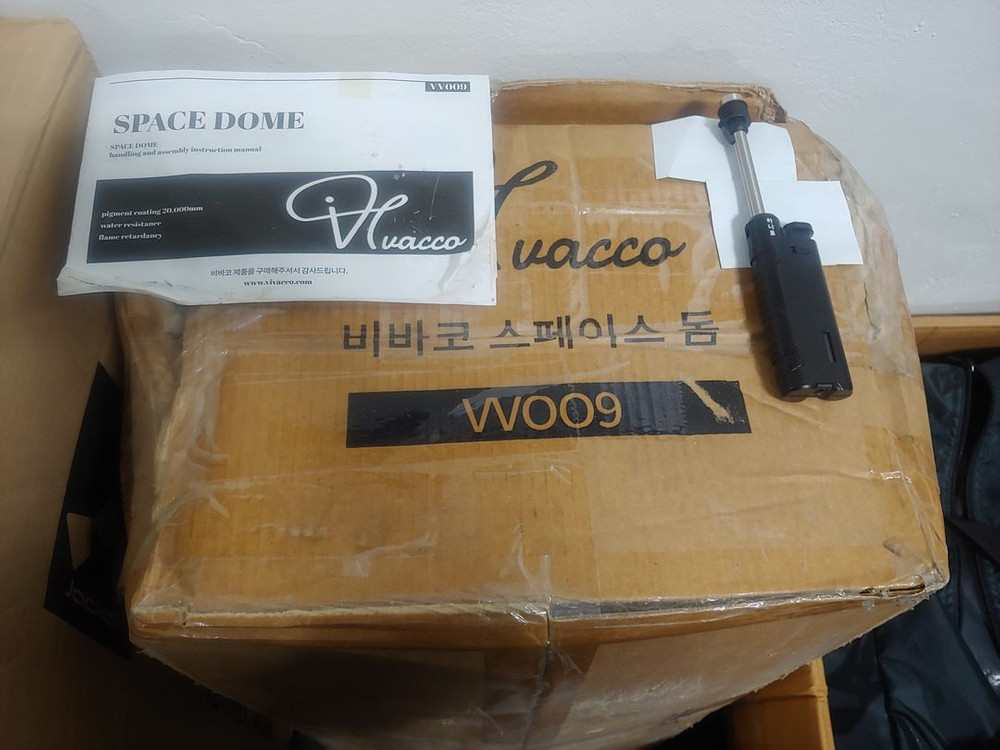 VV009
SPACE DOME
SPACE DOME
handling and assembly instruction manual
pigment coating 20,000mm
water resistance
flame retardancy
Vivacco
비바코 제품을 구매해주셔서 감사드립니다.
www.vivacco.com
vacco
비바코 스페이스 돔
VV009